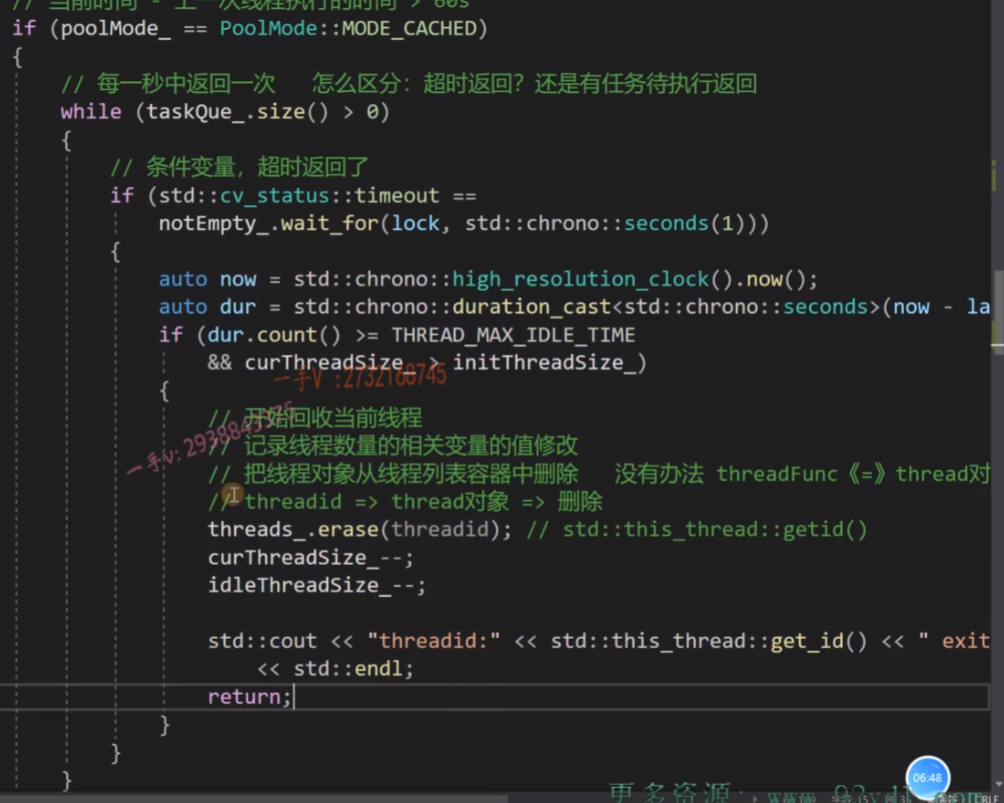 // 当前时间 - 上一次线程执行的时间 > 60s
if (poolMode_ == PoolMode::MODE_CACHED)
{
// 每一秒中返回一次 怎么区分：超时返回？还是有任务待执行返回
while (taskQue_.size() > 0)
{
// 条件变量，超时返回了
if (std::cv_status::timeout ==
notEmpty_.wait_for(lock, std::chrono::seconds(1)))
{
auto now = std::chrono::high_resolution_clock().now();
auto dur = std::chrono::duration_cast<std::chrono::seconds>(now - la
if (dur.count() >= THREAD_MAX_IDLE_TIME
&& curThreadSize_ > initThreadSize_)
一手V :2732168745
{
// 开始回收当前线程
一手v:
// 记录线程数量的相关变量的值修改
// 把线程对象从线程列表容器中删除 没有办法 threadFunc《=》thread对
// threadid => thread对象 => 删除
threads_.erase(threadid); // std::this_thread::getid()
curThreadSize_--;
idleThreadSize_--;
std::cout << "threadid:" << std::this_thread::get_id() << " exit
<< std::endl;
return;
}
}
}
06:48
更多资源: